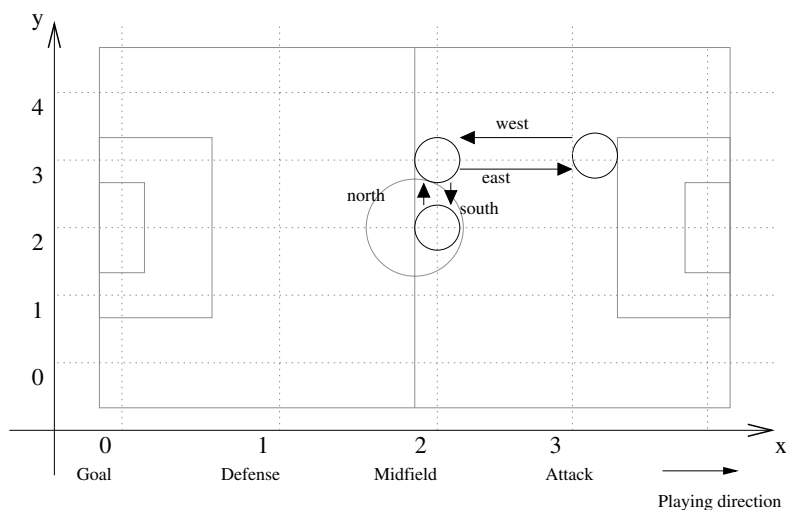 y
4
3
2
1
0
west
east
north
south
0 1 2 3 x
Goal Defense Midfield Attack
Playing direction